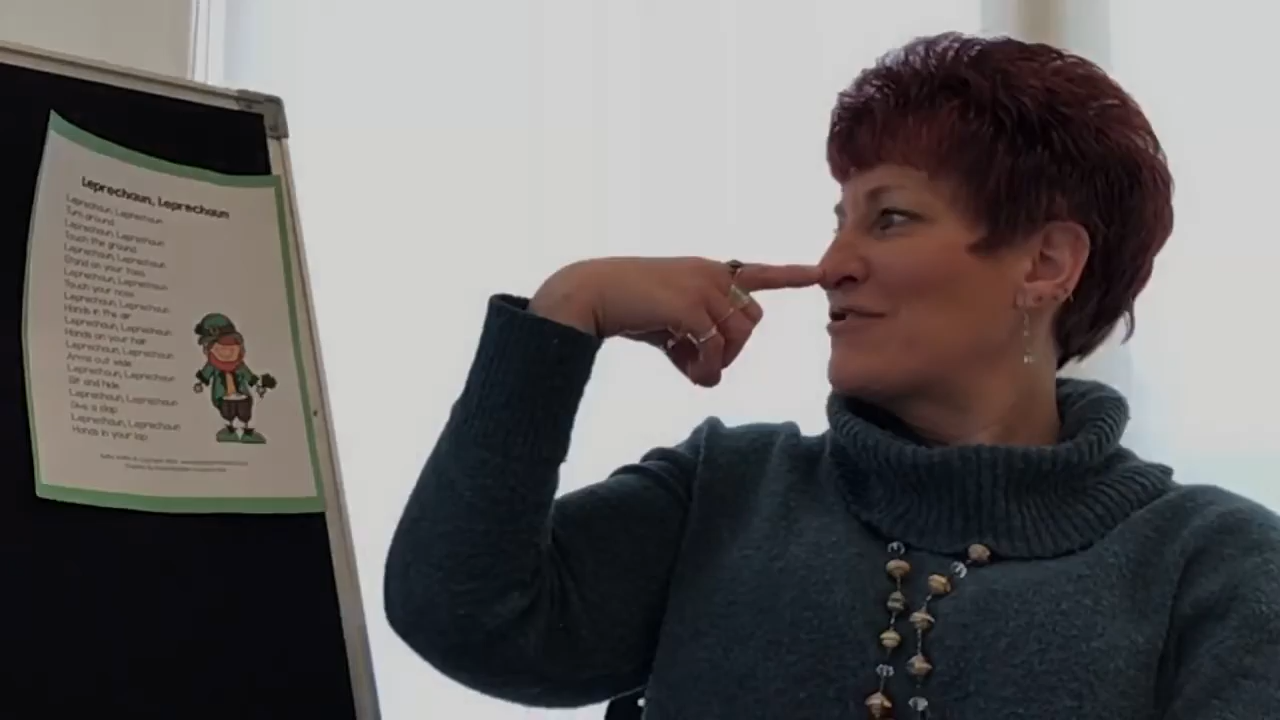 Leprechaun, Leprechaun
Leprechaun, Leprechaun
Turn around.
Leprechaun, Leprechaun
Touch the ground.
Leprechaun, Leprechaun
Stand on your toes
Leprechaun, Leprechaun
Touch your nose
Leprechaun, Leprechaun
Hands in the air
Leprechaun, Leprechaun
Hands on your hair
Leprechaun, Leprechaun
Arms out wide
Leprechaun, Leprechaun
Sit and hide
Leprechaun, Leprechaun
Give a clap
Leprechaun, Leprechaun
Hands in your lap